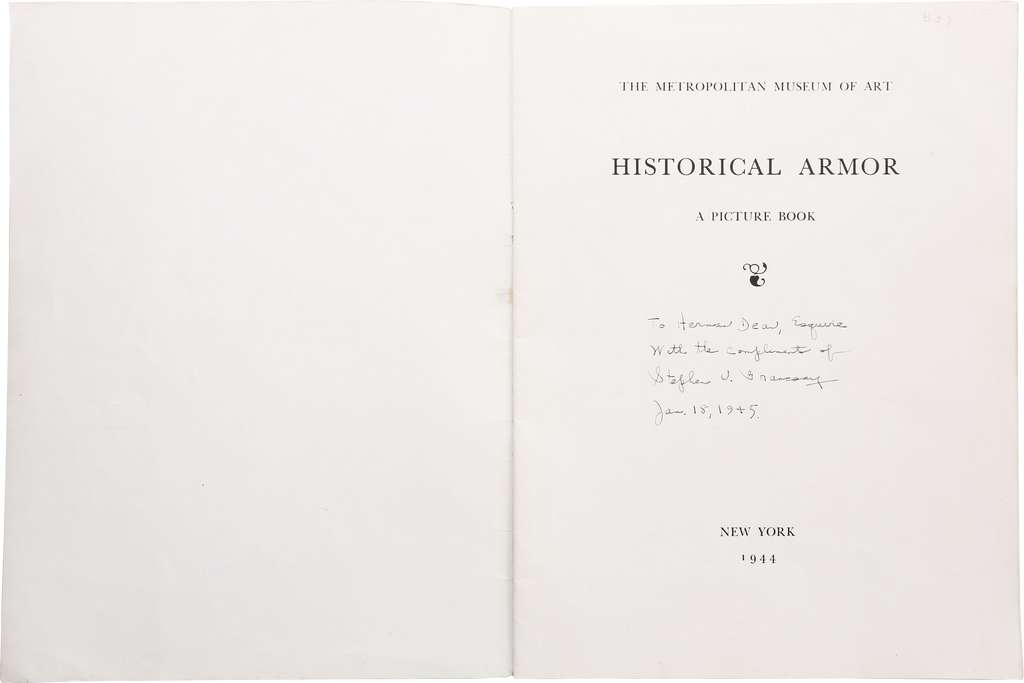 THE METROPOLITAN MUSEUM OF ART
HISTORICAL ARMOR
A PICTURE BOOK
To Herman Dean, Esquire
With the compliments of
Stephen V. Grancsay
Jan. 18, 1945.
NEW YORK
1944